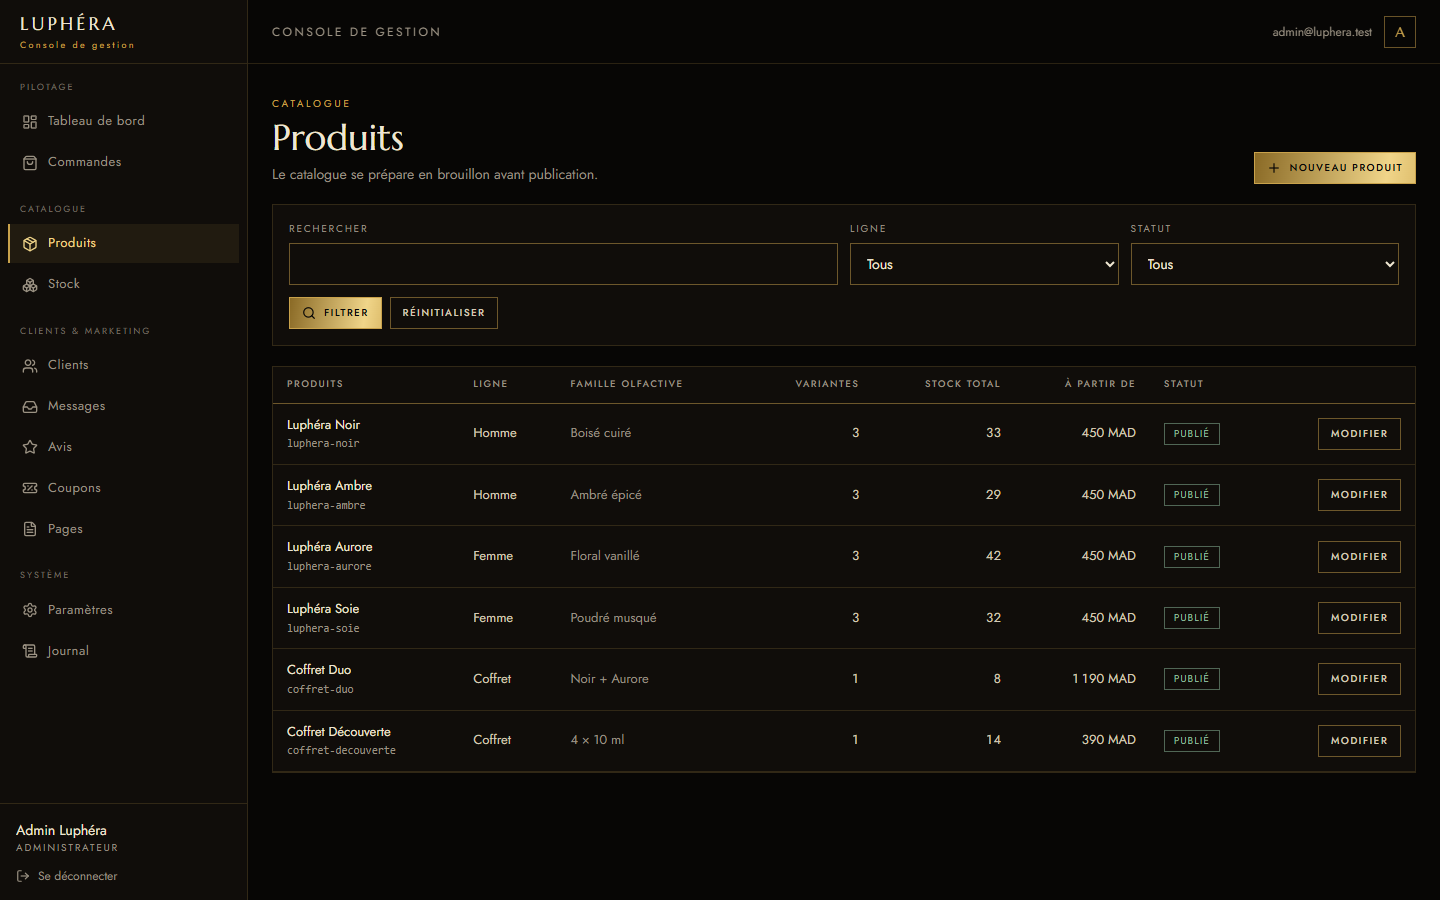 LUPHÉRA
Console de gestion
CONSOLE DE GESTION
admin@luphera.test
A
PILOTAGE
Tableau de bord
Commandes
CATALOGUE
Produits
Stock
CLIENTS & MARKETING
Clients
Messages
Avis
Coupons
Pages
SYSTÈME
Paramètres
Journal
Admin Luphéra
ADMINISTRATEUR
Se déconnecter
CATALOGUE
Produits
Le catalogue se prépare en brouillon avant publication.
NOUVEAU PRODUIT
RECHERCHER LIGNE STATUT
Tous Tous
FILTRER RÉINITIALISER
PRODUITS LIGNE FAMILLE OLFACTIVE VARIANTES STOCK TOTAL À PARTIR DE STATUT
Luphéra Noir
luphera-noir
Homme Boisé cuiré 3 33 450 MAD PUBLIÉ MODIFIER
Luphéra Ambre
luphera-ambre
Homme Ambré épicé 3 29 450 MAD PUBLIÉ MODIFIER
Luphéra Aurore
luphera-aurore
Femme Floral vanillé 3 42 450 MAD PUBLIÉ MODIFIER
Luphéra Soie
luphera-soie
Femme Poudré musqué 3 32 450 MAD PUBLIÉ MODIFIER
Coffret Duo
coffret-duo
Coffret Noir + Aurore 1 8 1 190 MAD PUBLIÉ MODIFIER
Coffret Découverte
coffret-decouverte
Coffret 4 × 10 ml 1 14 390 MAD PUBLIÉ MODIFIER